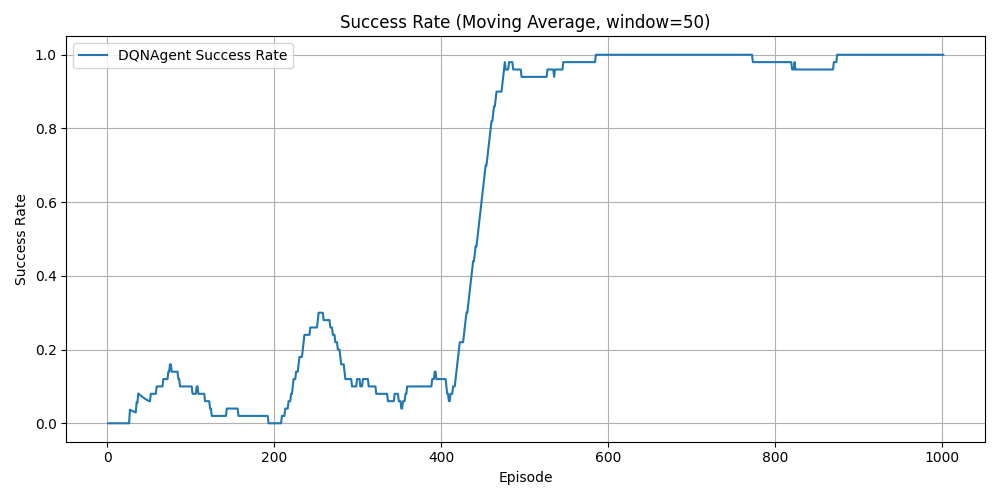 Success Rate (Moving Average, window=50)
DQNAgent Success Rate
1.0
0.8
0.6
0.4
0.2
0.0
Success Rate
0 200 400 600 800 1000
Episode